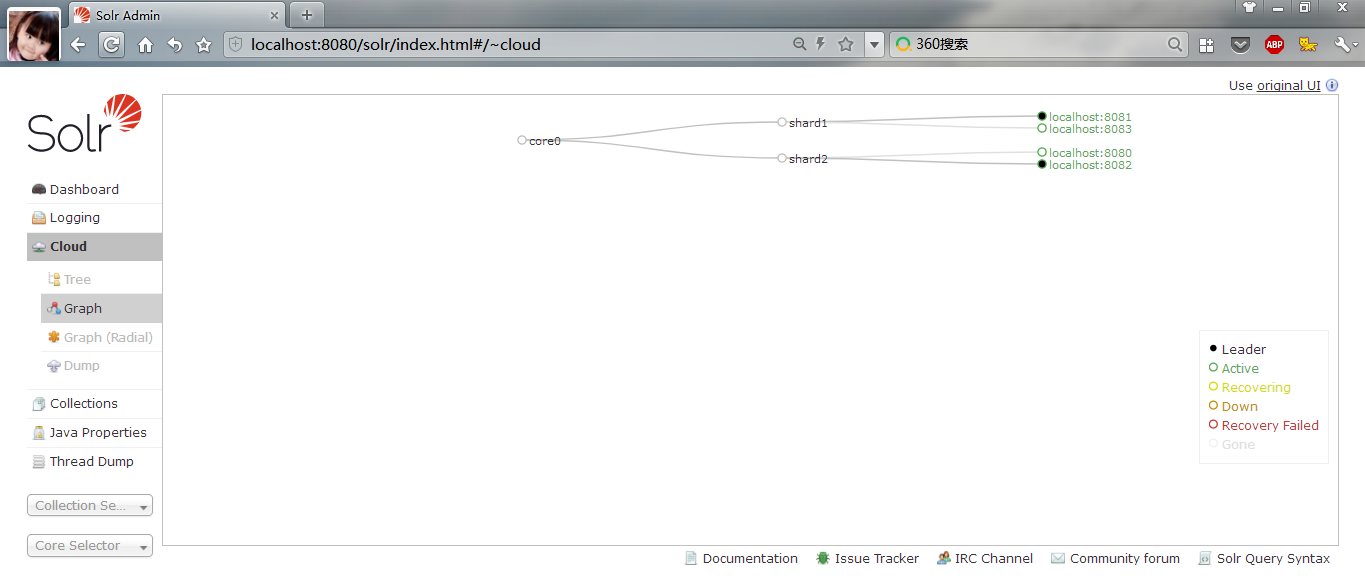 Solr Admin
localhost:8080/solr/index.html#/~cloud
360搜索
ABP
Use original UI
Solr
Dashboard
Logging
Cloud
Tree
Graph
Graph (Radial)
Dump
Collections
Java Properties
Thread Dump
Collection Se...
Core Selector
core0
shard1
shard2
localhost:8081
localhost:8083
localhost:8080
localhost:8082
Leader
Active
Recovering
Down
Recovery Failed
Gone
Documentation
Issue Tracker
IRC Channel
Community forum
Solr Query Syntax